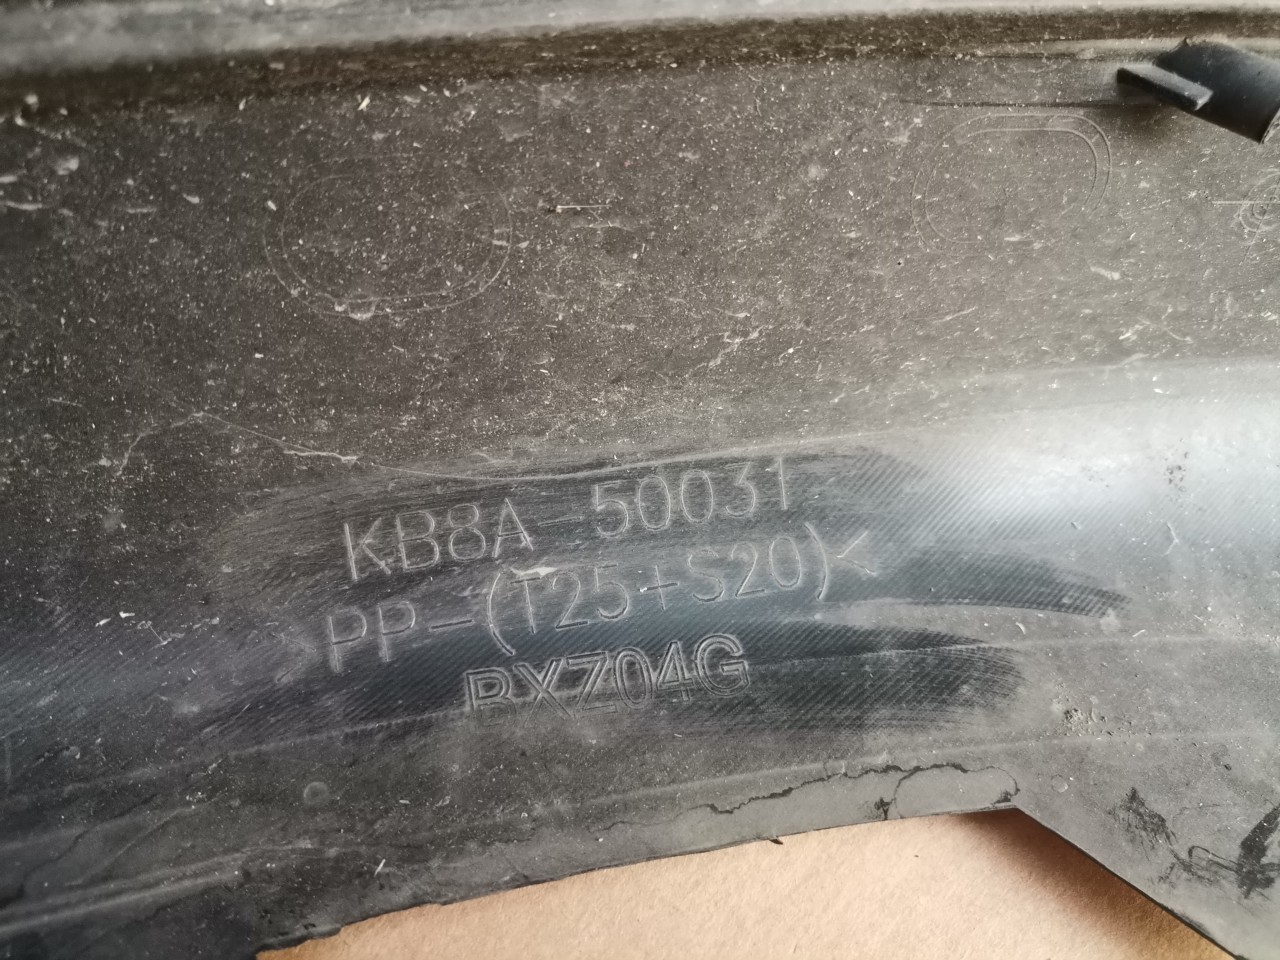 KB8A-50031
>PP-(T25+S20)<
BXZ04G